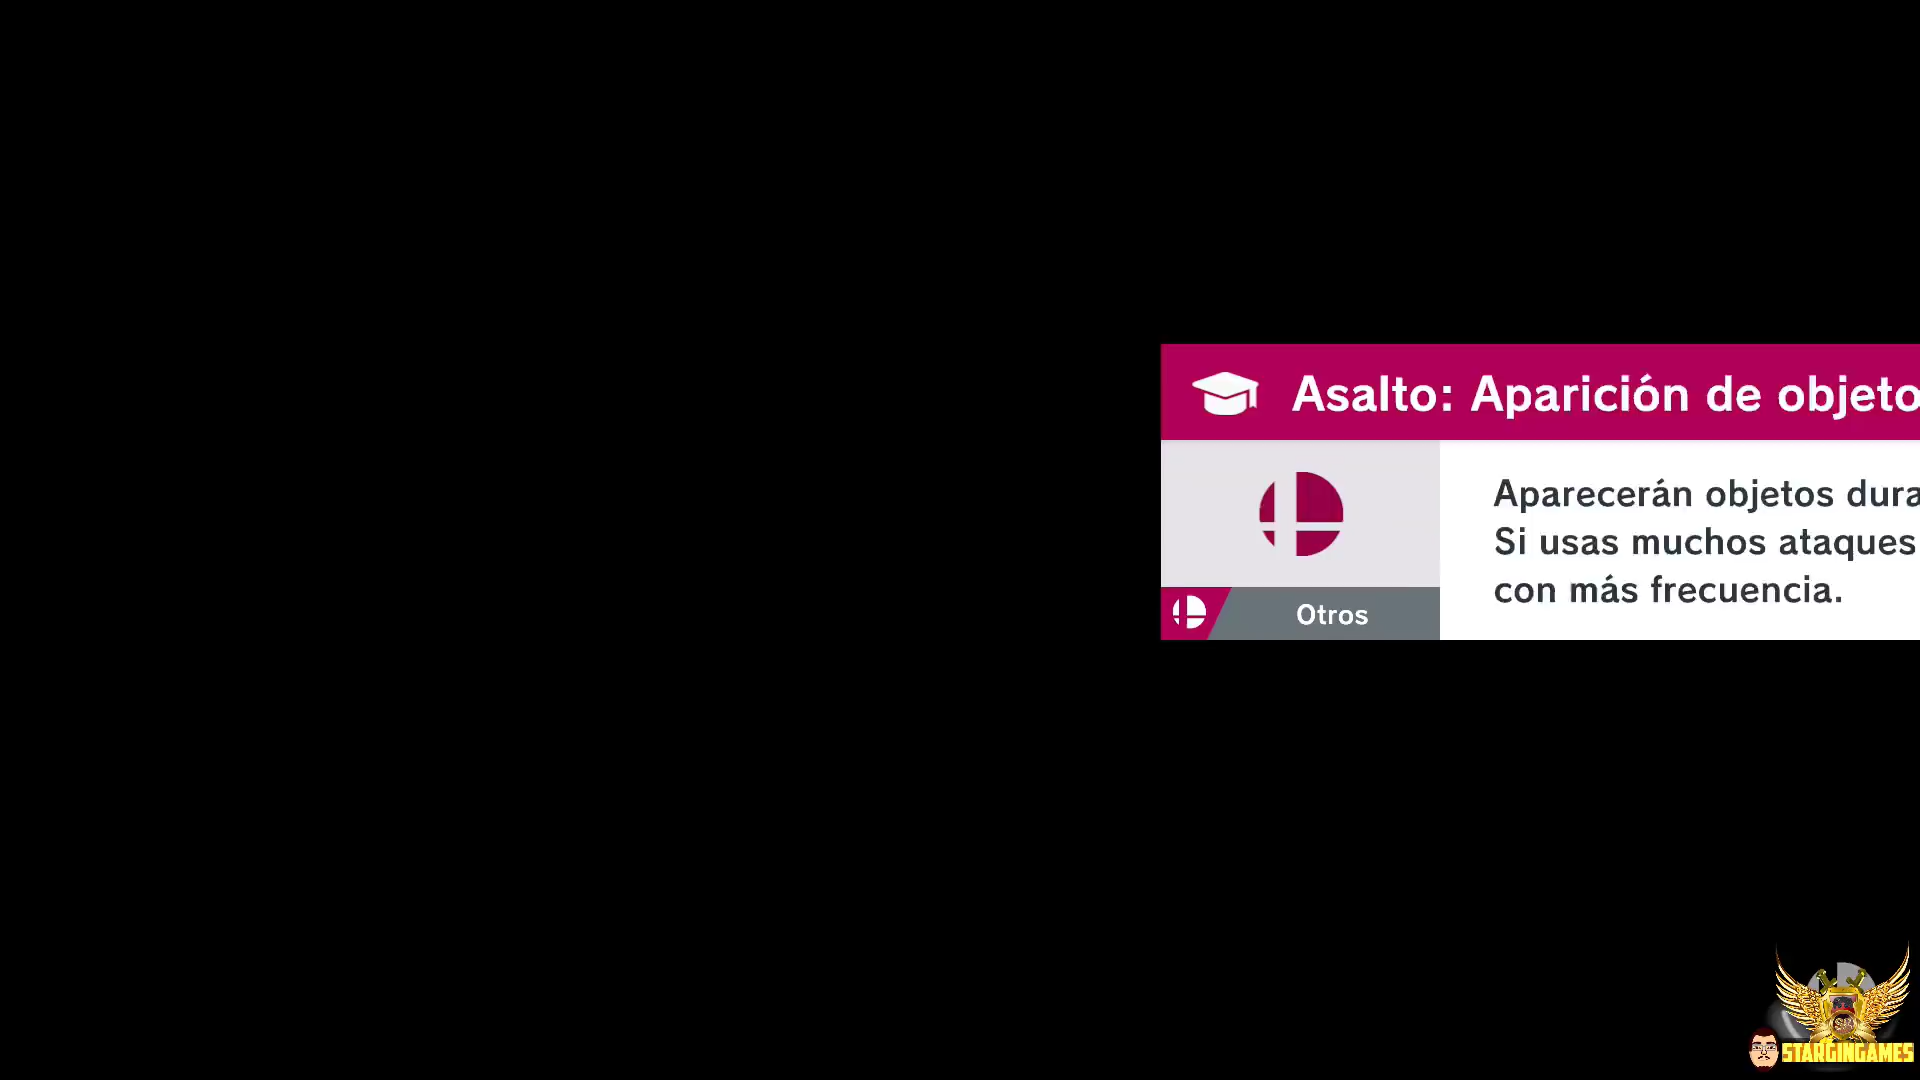 Asalto: Aparición de objeto
Aparecerán objetos dura
Si usas muchos ataques
con más frecuencia.
Otros
STARGINGAMES